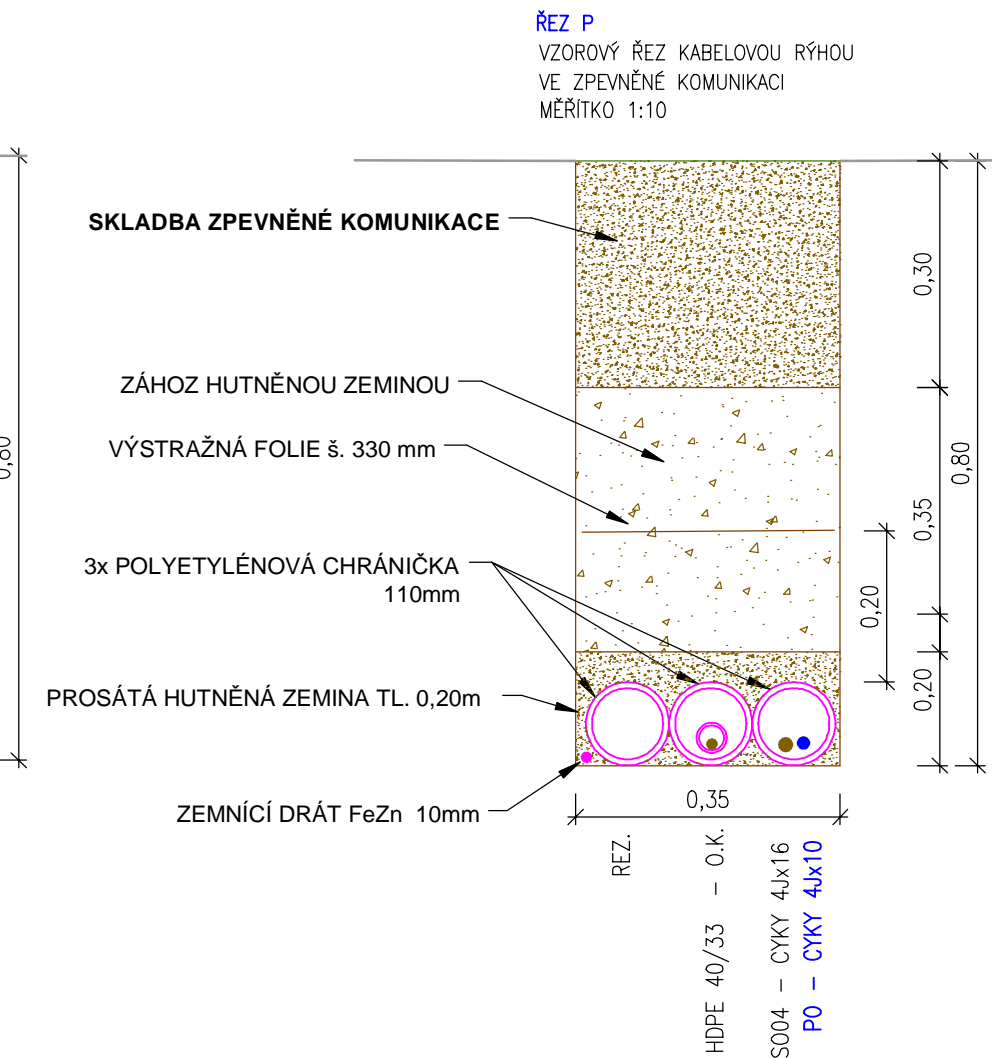 ŘEZ P
VZOROVÝ ŘEZ KABELOVOU RÝHOU
VE ZPEVNĚNÉ KOMUNIKACI
MĚŘÍTKO 1:10
SKLADBA ZPEVNĚNÉ KOMUNIKACE
ZÁHOZ HUTNĚNOU ZEMINOU
VÝSTRAŽNÁ FOLIE š. 330 mm
3x POLYETYLÉNOVÁ CHRÁNIČKA
110mm
PROSÁTÁ HUTNĚNÁ ZEMINA TL. 0,20m
ZEMNÍCÍ DRÁT FeZn 10mm
0,80
0,30
0,35
0,20
0,20
0,80
0,35
REZ.
HDPE 40/33 - O.K.
SO04 - CYKY 4Jx16
PO - CYKY 4Jx10